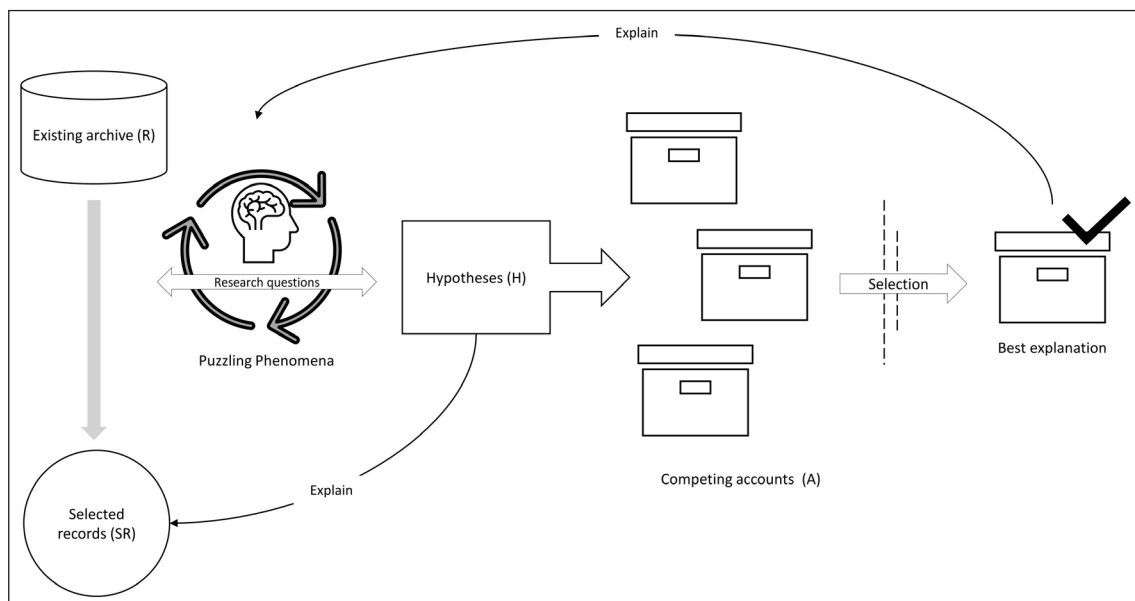 Explain
Existing archive (R)
Research questions
Puzzling Phenomena
Hypotheses (H)
Selection
Best explanation
Competing accounts  (A)
Explain
Selected
records (SR)